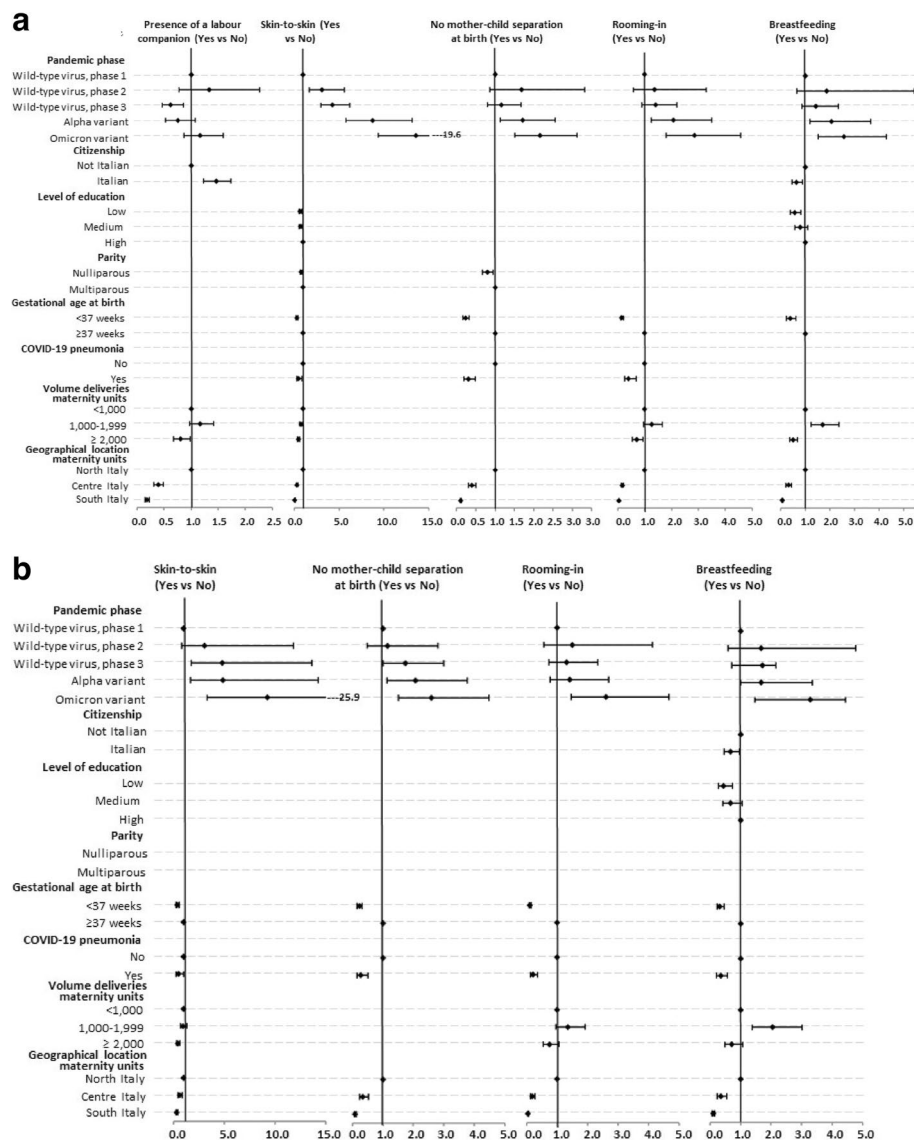 a
Presence of a labour companion (Yes vs No)
Skin-to-skin (Yes vs No)
No mother-child separation at birth (Yes vs No)
Rooming-in (Yes vs No)
Breastfeeding (Yes vs No)
Pandemic phase
Wild-type virus, phase 1
Wild-type virus, phase 2
Wild-type virus, phase 3
Alpha variant
Omicron variant
---19.6
Citizenship
Not Italian
Italian
Level of education
Low
Medium
High
Parity
Nulliparous
Multiparous
Gestational age at birth
<37 weeks
≥37 weeks
COVID-19 pneumonia
No
Yes
Volume deliveries
maternity units
<1,000
1,000-1,999
≥ 2,000
Geographical location
maternity units
North Italy
Centre Italy
South Italy
0.0 0.5 1.0 1.5 2.0 2.5 0.0 5.0 10.0 15.0 0.0 0.5 1.0 1.5 2.0 2.5 3.0 3.0 0.0 1.0 2.0 3.0 4.0 5.0 0.0 1.0 2.0 3.0 4.0 5.0
b
Skin-to-skin (Yes vs No)
No mother-child separation at birth (Yes vs No)
Rooming-in (Yes vs No)
Breastfeeding (Yes vs No)
Pandemic phase
Wild-type virus, phase 1
Wild-type virus, phase 2
Wild-type virus, phase 3
Alpha variant
Omicron variant
----25.9
Citizenship
Not Italian
Italian
Level of education
Low
Medium
High
Parity
Nulliparous
Multiparous
Gestational age at birth
<37 weeks
≥37 weeks
COVID-19 pneumonia
No
Yes
Volume deliveries
maternity units
<1,000
1,000-1,999
≥ 2,000
Geographical location
maternity units
North Italy
Centre Italy
South Italy
0.0 5.0 10.0 15.0 0.0 1.0 2.0 3.0 4.0 5.0 0.0 1.0 2.0 3.0 4.0 5.0 0.0 1.0 2.0 3.0 4.0 5.0